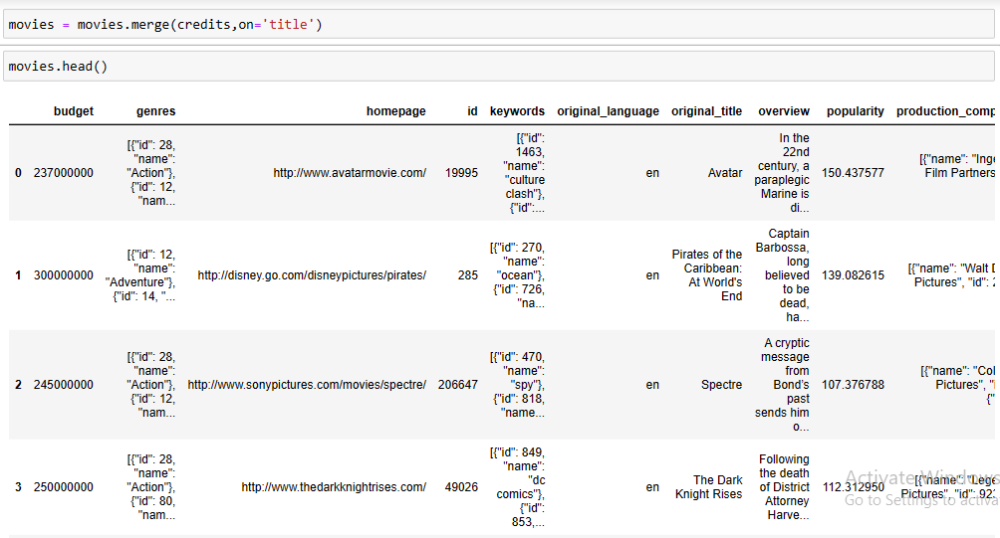 movies = movies.merge(credits,on='title')
movies.head()
budget genres homepage id keywords original_language original_title overview popularity production_comp
0 237000000 [{"id": 28, "name": "Action"}, {"id": 12, "nam... http://www.avatarmovie.com/ 19995 [{"id": 1463, "name": "culture clash"}, {"id":... en Avatar In the 22nd century, a paraplegic Marine is di... 150.437577 [{"name": "Inge Film Partners
1 300000000 [{"id": 12, "name": "Adventure"}, {"id": 14, "... http://disney.go.com/disneypictures/pirates/ 285 [{"id": 270, "name": "ocean"}, {"id": 726, "na... en Pirates of the Caribbean: At World's End Captain Barbossa, long believed to be dead, ha... 139.082615 [{"name": "Walt D Pictures", "id": 2
2 245000000 [{"id": 28, "name": "Action"}, {"id": 12, "nam... http://www.sonypictures.com/movies/spectre/ 206647 [{"id": 470, "name": "spy"}, {"id": 818, "name... en Spectre A cryptic message from Bond's past sends him o... 107.376788 [{"name": "Col Pictures", "i {"
3 250000000 [{"id": 28, "name": "Action"}, {"id": 80, "nam... http://www.thedarkknightrises.com/ 49026 [{"id": 849, "name": "dc comics"}, {"id": 853,... en The Dark Knight Rises Following the death of District Attorney Harve... 112.312950 [{"name": "Lege Pictures", "id": 92
Activate Windows
Go to Settings to activa